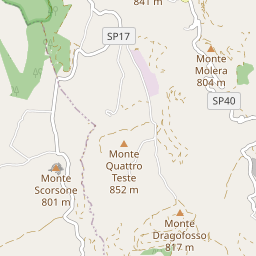 841 m
SP17
Monte
Molera
804 m
SP40
Monte
Quattro
Teste
852 m
Monte
Scorsone
801 m
Monte
Dragofosso
817 m